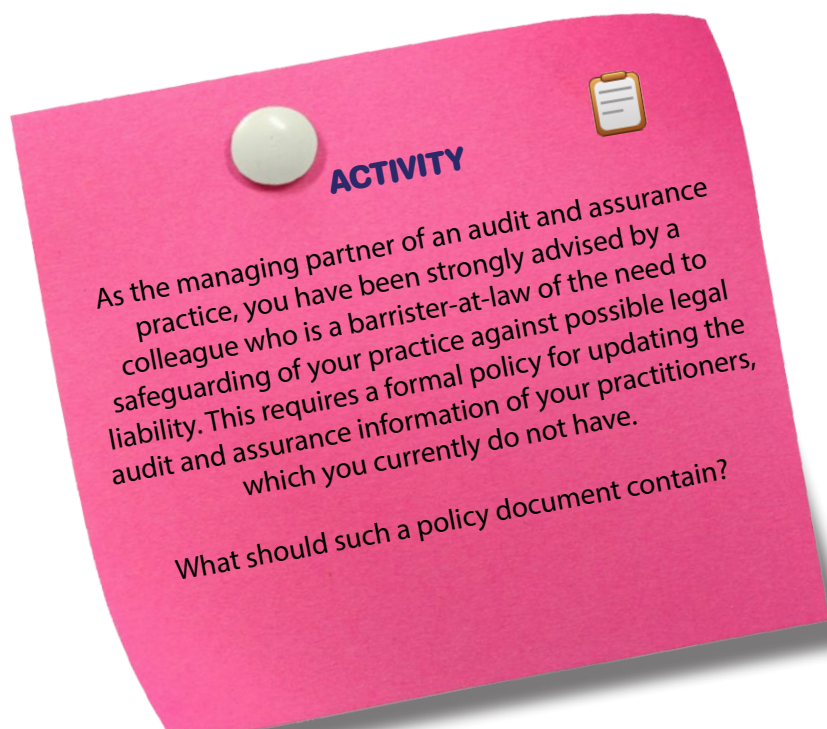 ACTIVITY
As the managing partner of an audit and assurance
practice, you have been strongly advised by a
colleague who is a barrister-at-law of the need to
safeguarding of your practice against possible legal
liability. This requires a formal policy for updating the
audit and assurance information of your practitioners,
which you currently do not have.
What should such a policy document contain?